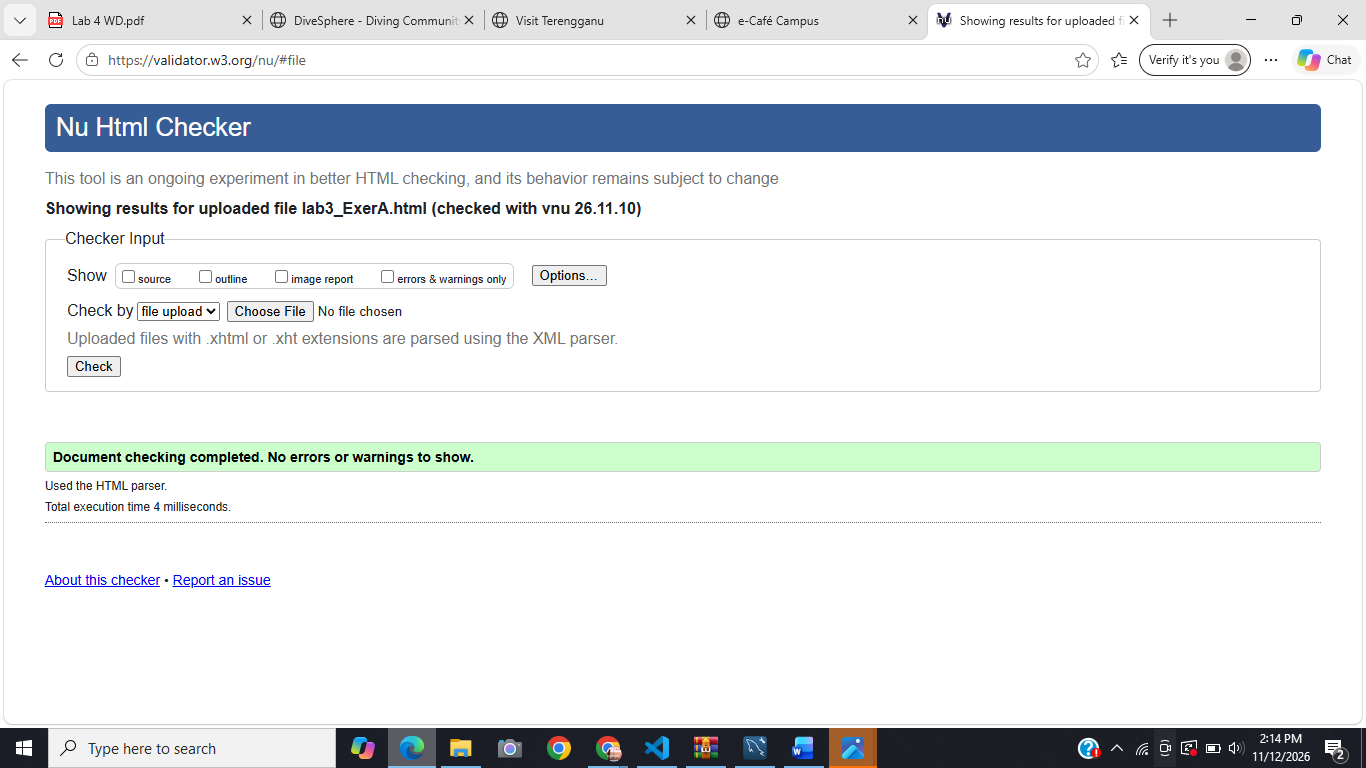 Lab 4 WD.pdf
DiveSphere - Diving Communit
Visit Terengganu
e-Café Campus
Showing results for uploaded f
https://validator.w3.org/nu/#file
Verify it's you
Chat
Nu Html Checker
This tool is an ongoing experiment in better HTML checking, and its behavior remains subject to change
Showing results for uploaded file lab3_ExerA.html (checked with vnu 26.11.10)
Checker Input
Show source outline image report errors & warnings only Options...
Check by file upload Choose File No file chosen
Uploaded files with .xhtml or .xht extensions are parsed using the XML parser.
Check
Document checking completed. No errors or warnings to show.
Used the HTML parser.
Total execution time 4 milliseconds.
About this checker • Report an issue
Type here to search
2:14 PM
11/12/2026
2